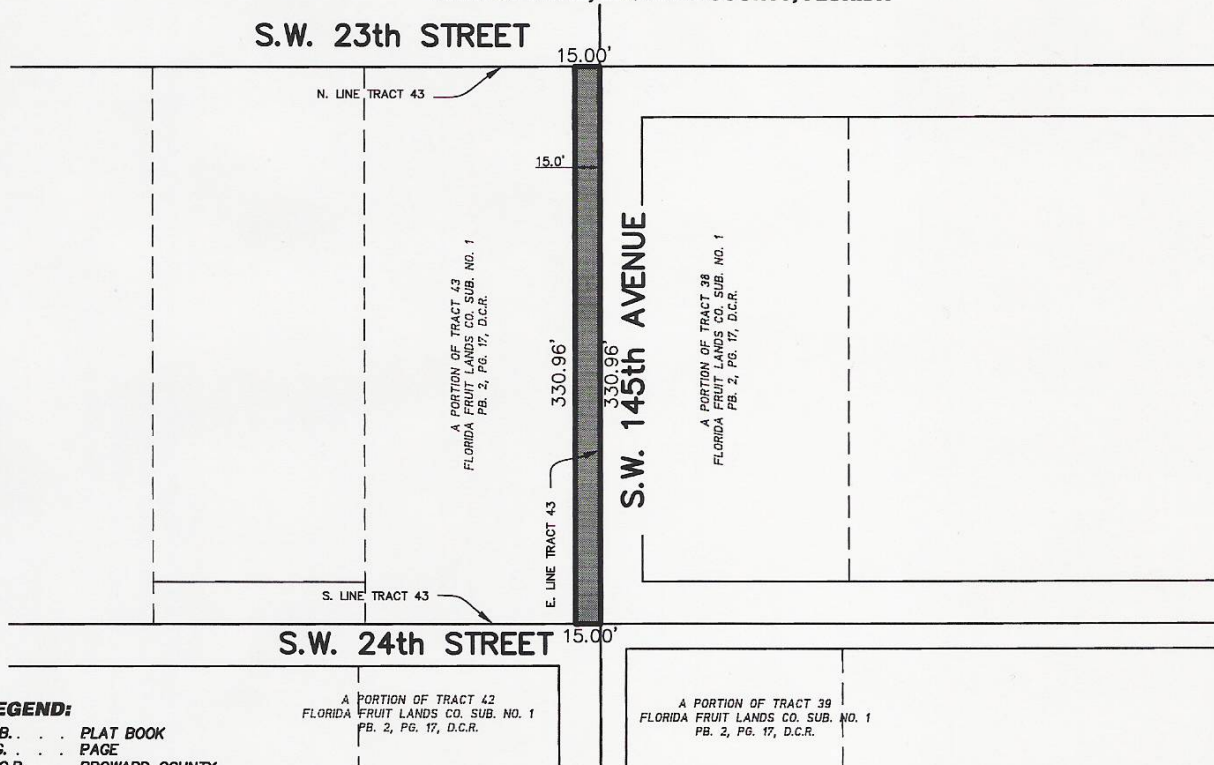 S.W. 23th STREET
15.00'
N. LINE TRACT 43
15.0'
A PORTION OF TRACT 43
FLORIDA FRUIT LANDS CO. SUB. NO. 1
PB. 2, PG. 17, D.C.R.
330.96'
330.96'
S.W. 145th AVENUE
A PORTION OF TRACT 38
FLORIDA FRUIT LANDS CO. SUB. NO. 1
PB. 2, PG. 17, D.C.R.
E. LINE TRACT 43
S. LINE TRACT 43
S.W. 24th STREET
15.00'
A PORTION OF TRACT 42
FLORIDA FRUIT LANDS CO. SUB. NO. 1
PB. 2, PG. 17, D.C.R.
A PORTION OF TRACT 39
FLORIDA FRUIT LANDS CO. SUB. NO. 1
PB. 2, PG. 17, D.C.R.
EGENDː
B. . . . PLAT BOOK
G. . . . PAGE